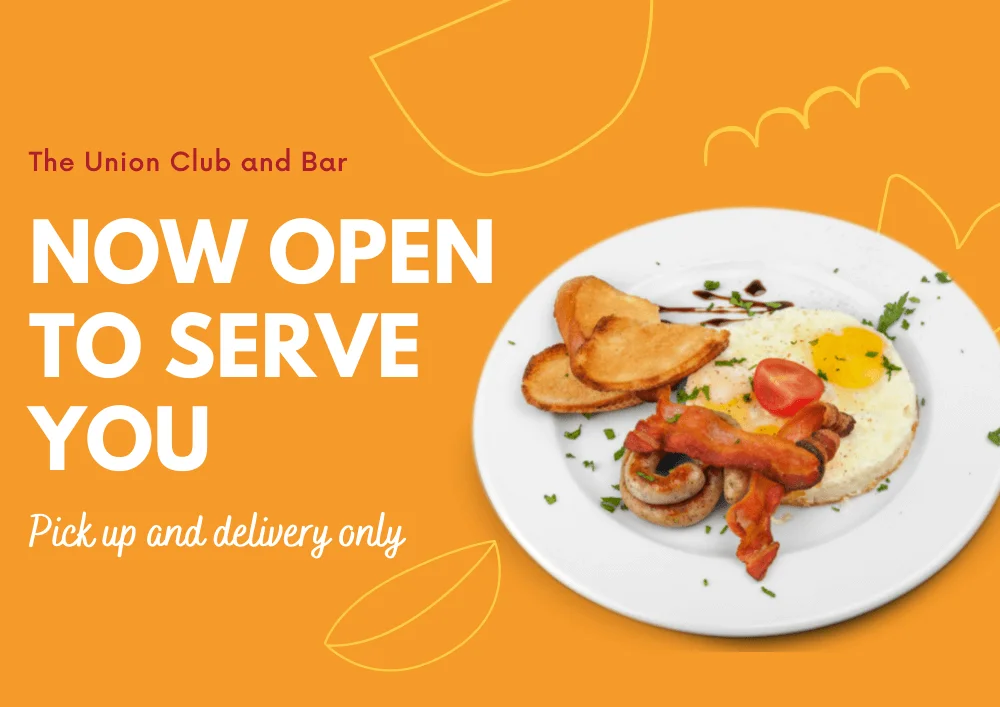 The Union Club and Bar
NOW OPEN
TO SERVE
YOU
Pick up and delivery only